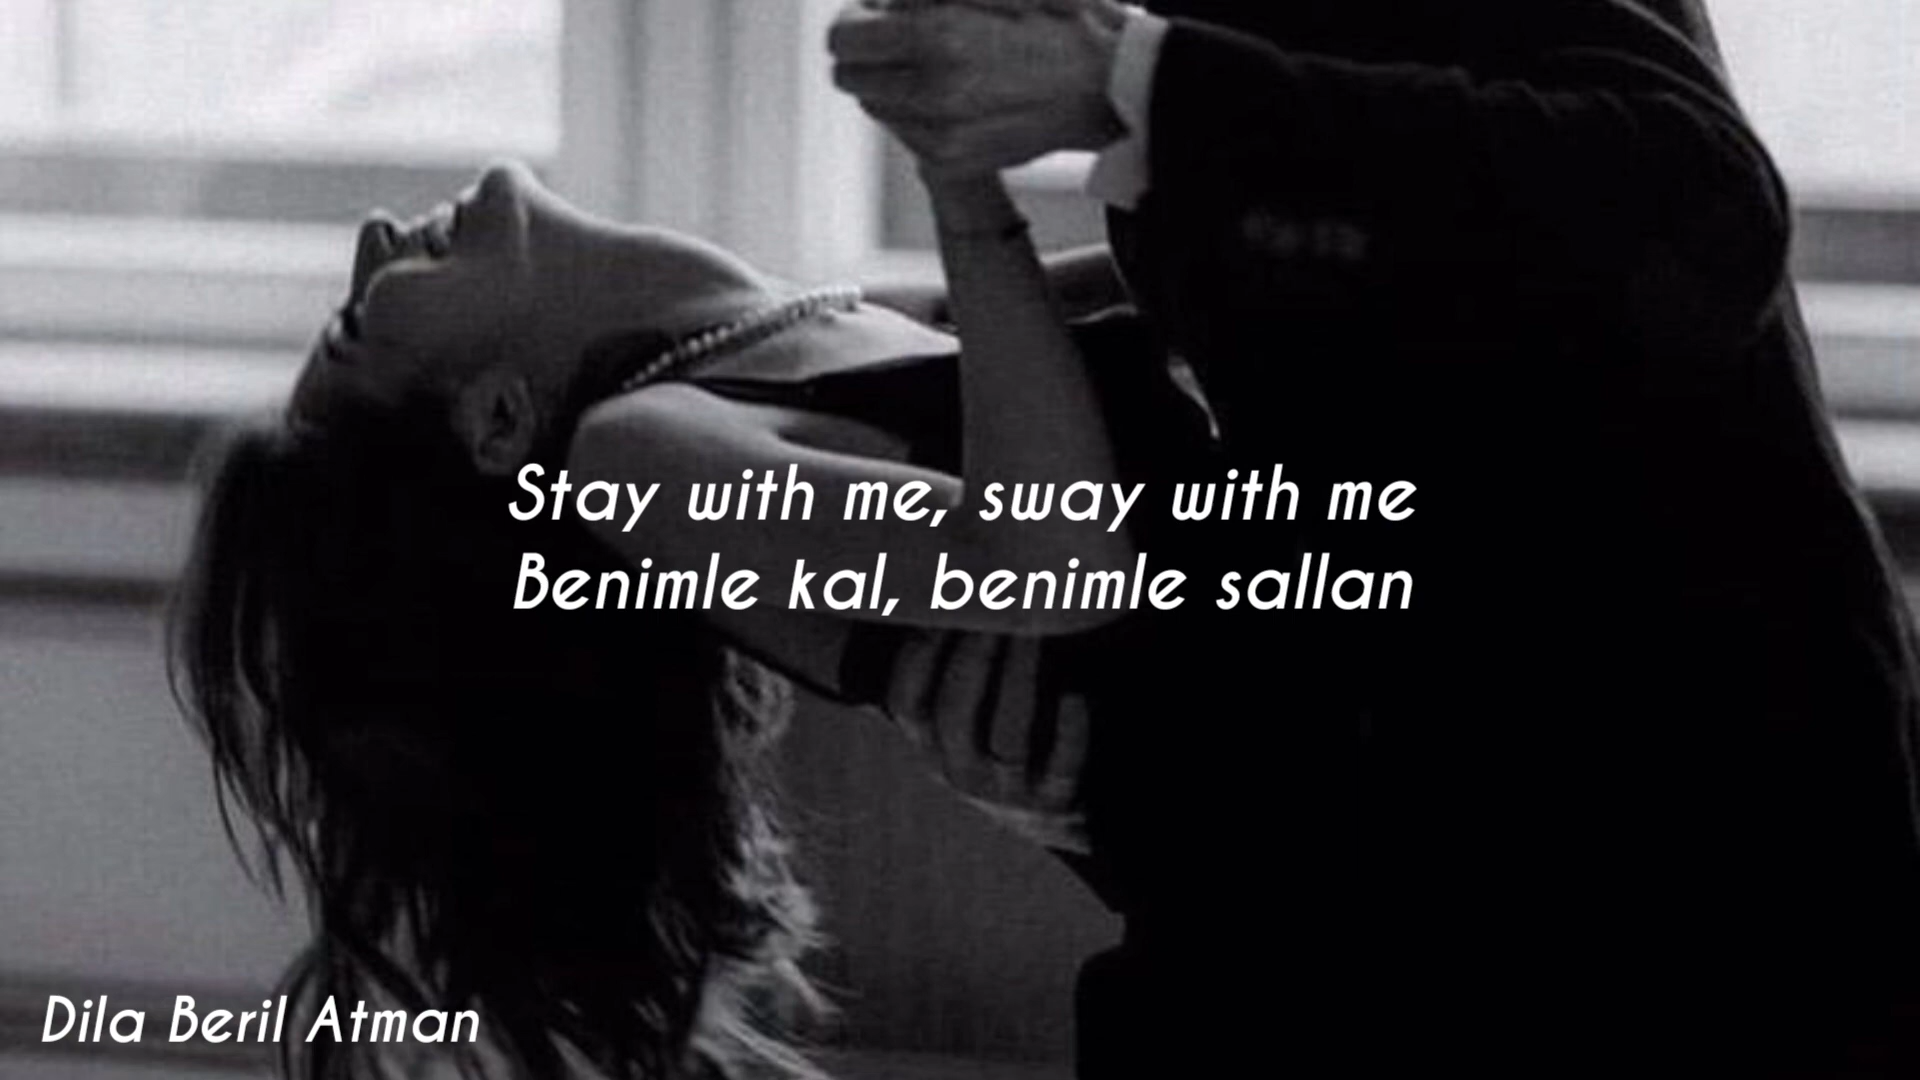 Stay with me, sway with me
Benimle kal, benimle sallan
Dila Beril Atman